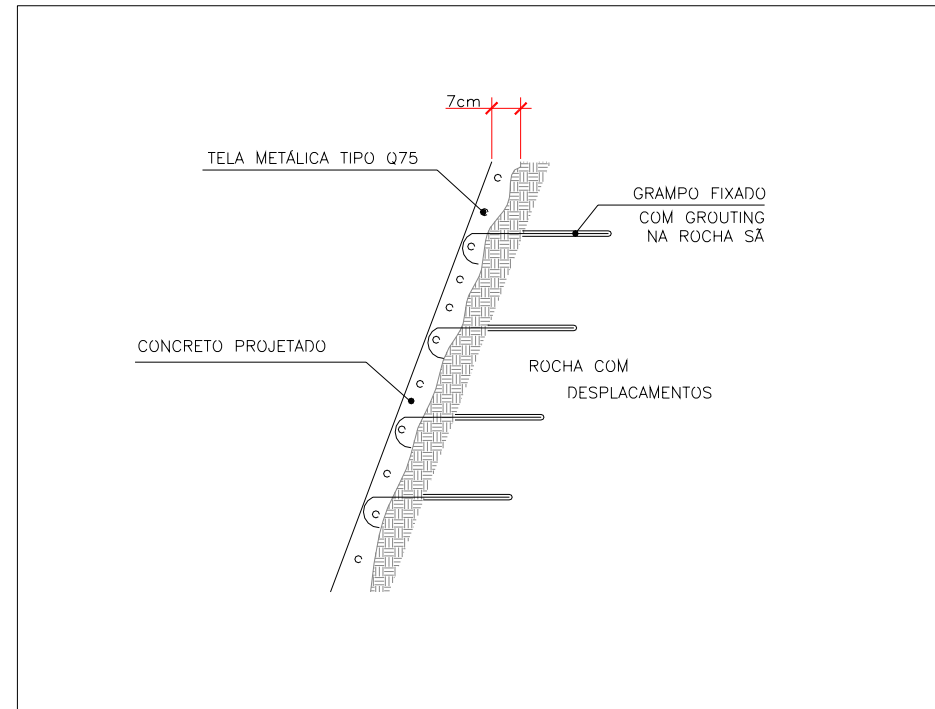 7cm
TELA METÁLICA TIPO Q75
GRAMPO FIXADO
COM GROUTING
NA ROCHA SÃ
CONCRETO PROJETADO
ROCHA COM
DESPLACAMENTOS